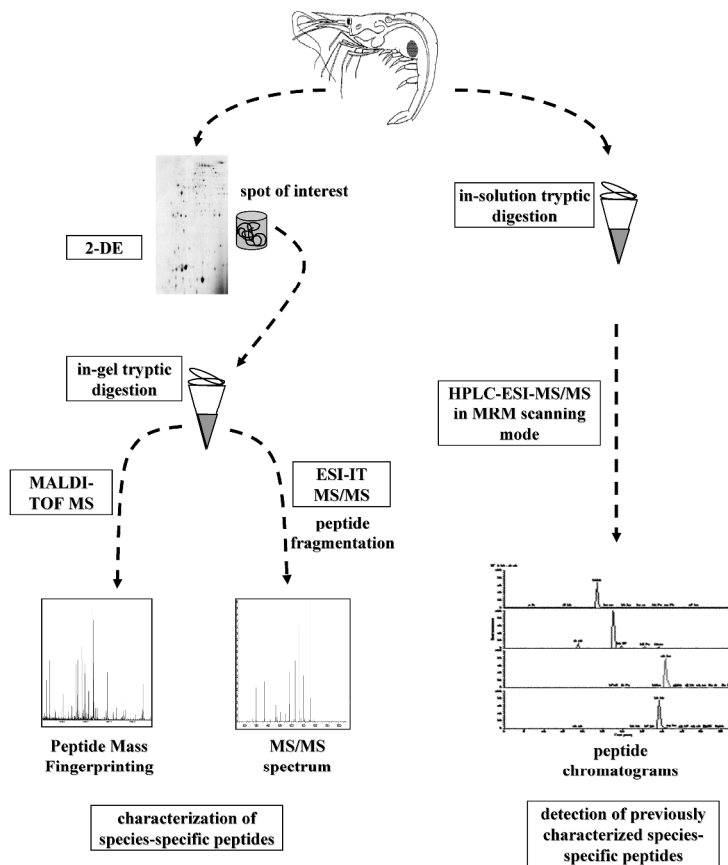 spot of interest
2-DE
in-solution tryptic
digestion
in-gel tryptic
digestion
HPLC-ESI-MS/MS
in MRM scanning
mode
MALDI-
TOF MS
ESI-IT
MS/MS
peptide
fragmentation
Peptide Mass
Fingerprinting
MS/MS
spectrum
peptide
chromatograms
characterization of
species-specific peptides
detection of previously
characterized species-
specific peptides